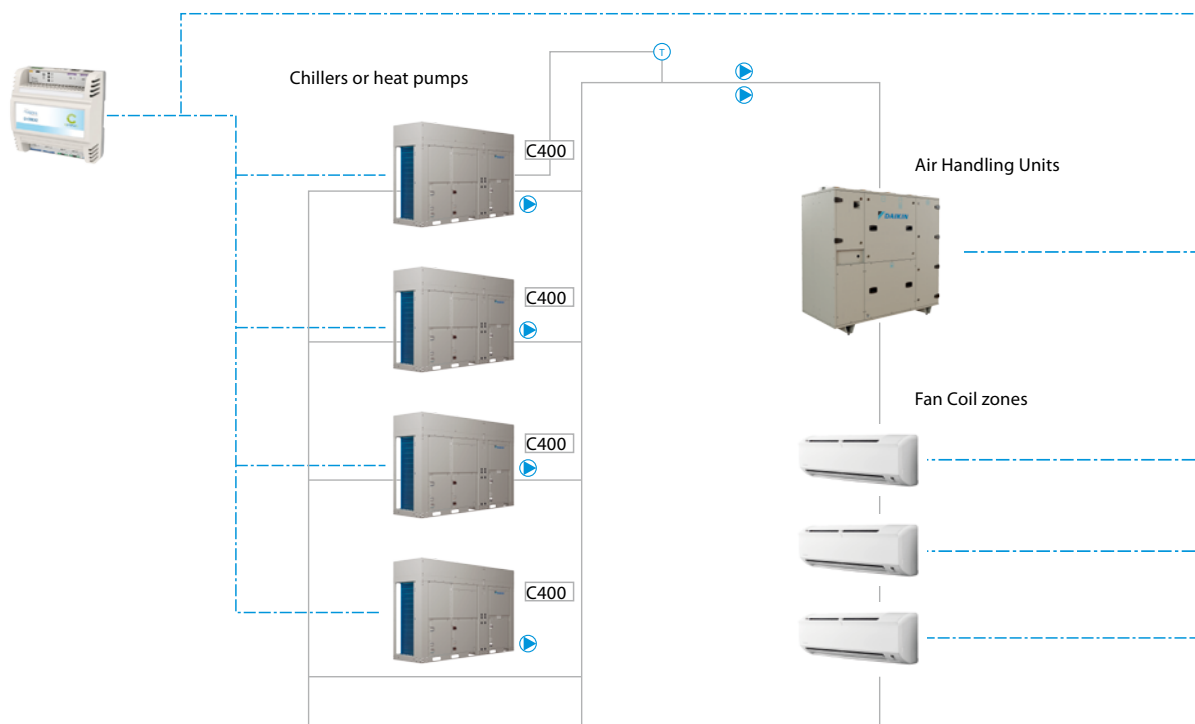 Chillers or heat pumps
T
C400
Air Handling Units
DAIKIN
C400
Fan Coil zones
C400
C400